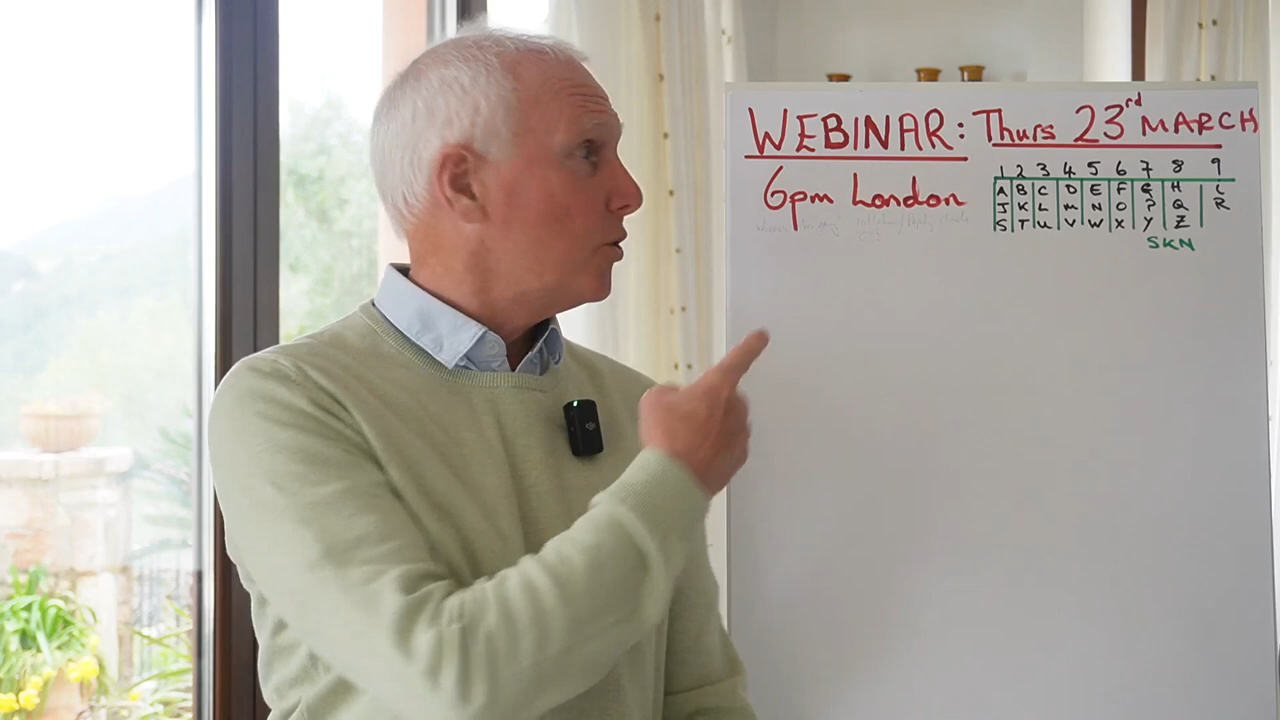 WEBINAR: Thurs 23rd MARCH
6pm London
1 2 3 4 5 6 7 8 9
A B C D E F G H I
J K L M N O P Q R
S T U V W X Y Z
SKN